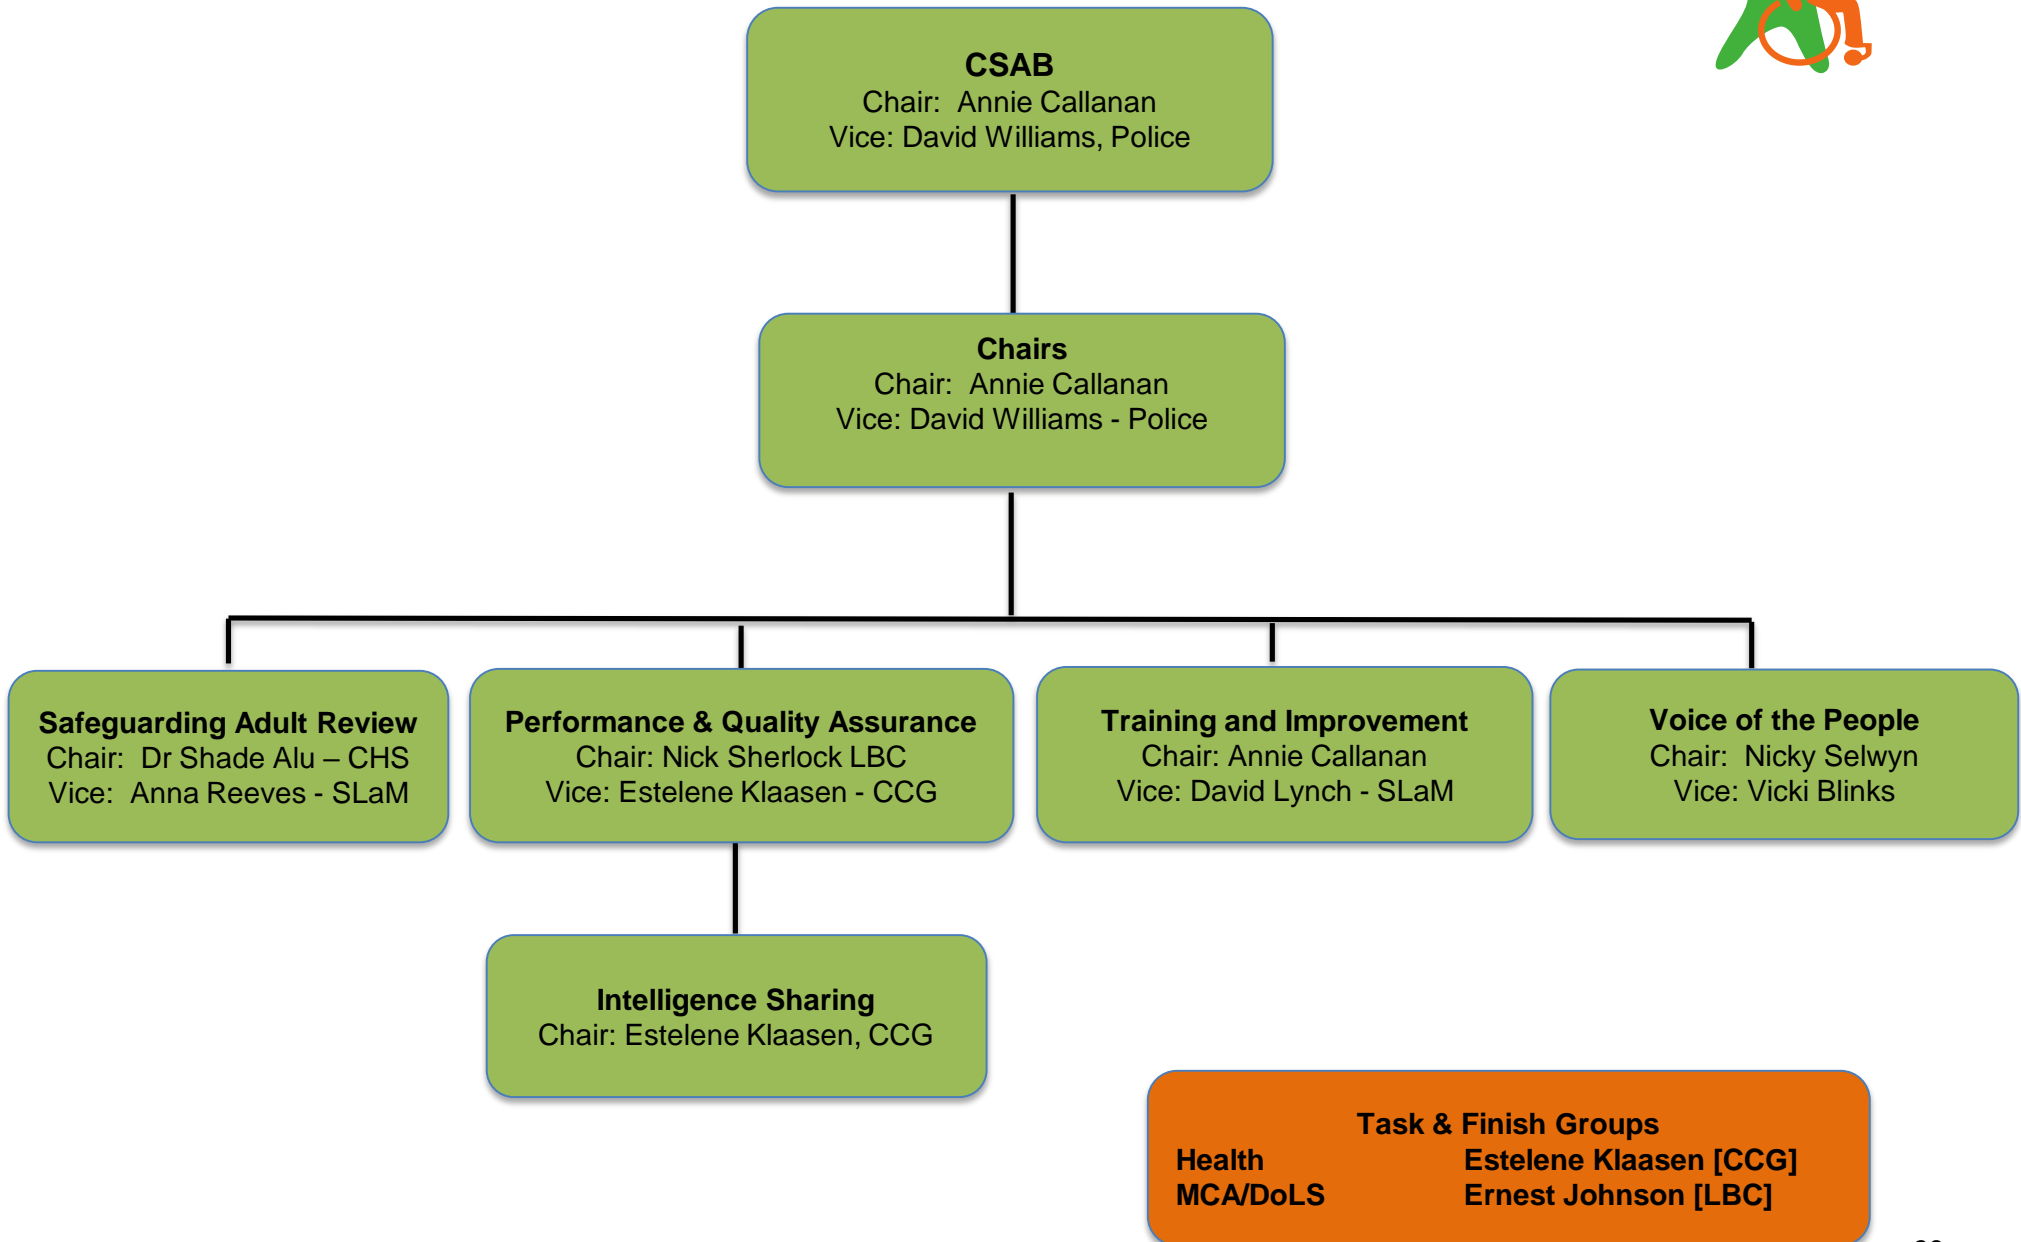 CSAB
Chair: Annie Callanan
Vice: David Williams, Police
Chairs
Chair: Annie Callanan
Vice: David Williams - Police
Safeguarding Adult Review
Chair: Dr Shade Alu – CHS
Vice: Anna Reeves - SLaM
Performance & Quality Assurance
Chair: Nick Sherlock LBC
Vice: Estelene Klaasen - CCG
Training and Improvement
Chair: Annie Callanan
Vice: David Lynch - SLaM
Voice of the People
Chair: Nicky Selwyn
Vice: Vicki Blinks
Intelligence Sharing
Chair: Estelene Klaasen, CCG
Task & Finish Groups
Health Estelene Klaasen [CCG]
MCA/DoLS Ernest Johnson [LBC]